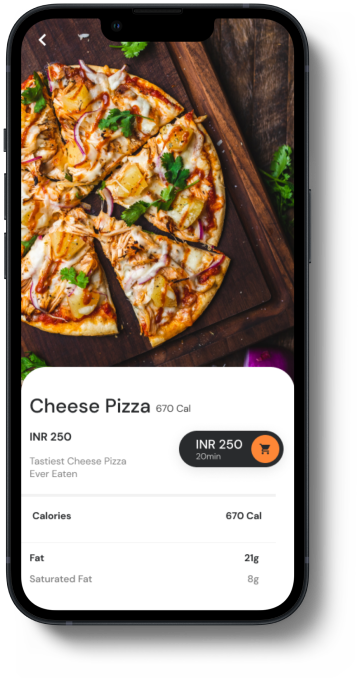 Cheese Pizza 670 Cal
INR 250
INR 250
20min
Tastiest Cheese Pizza
Ever Eaten
Calories 670 Cal
Fat 21g
Saturated Fat 8g